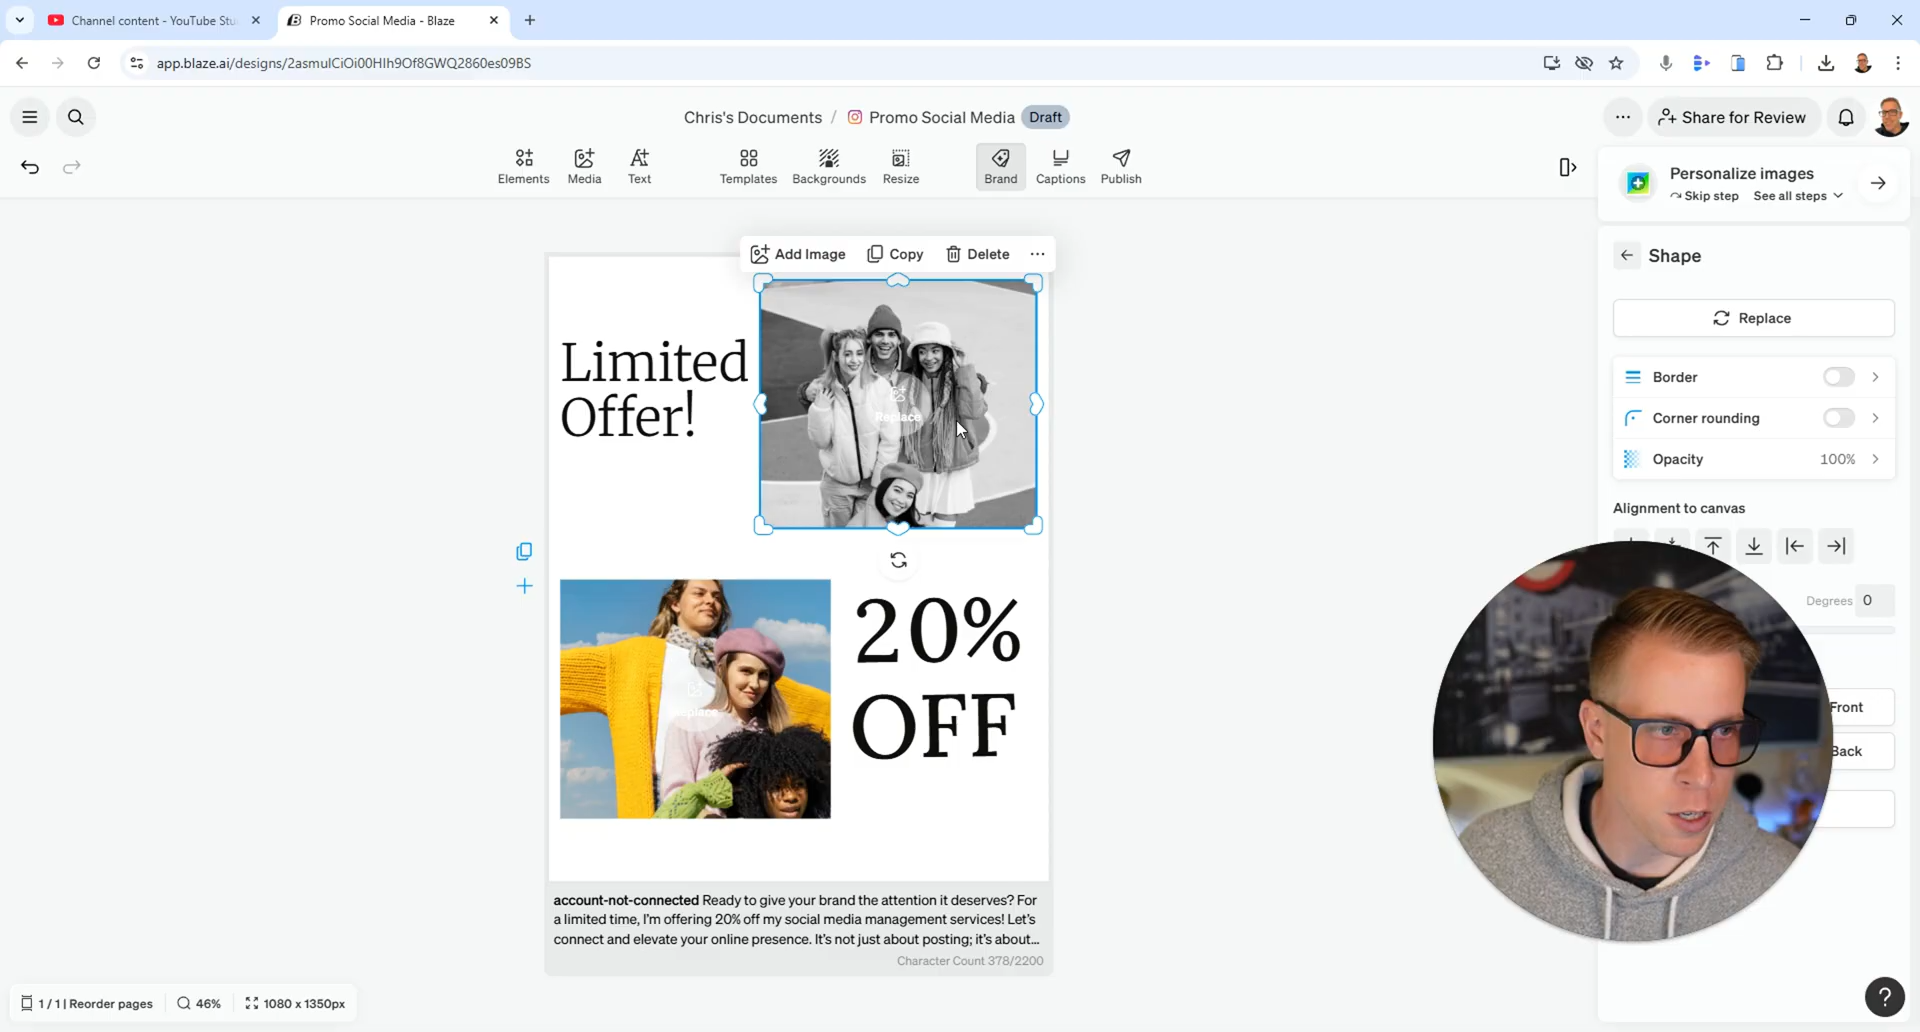 Channel content - YouTube Stu
Promo Social Media - Blaze
app.blaze.ai/designs/2asmulCiOi00HIh9Of8GWQ2860es09BS
Chris's Documents / Promo Social Media Draft
Share for Review
Elements
Media
Text
Templates
Backgrounds
Resize
Brand
Captions
Publish
Personalize images
Skip step See all steps
Add Image Copy Delete
Shape
Replace
Border
Corner rounding
Opacity 100%
Alignment to canvas
Degrees 0
Front
Back
Limited
Offer!
Replace
20%
OFF
account-not-connected Ready to give your brand the attention it deserves? For
a limited time, I'm offering 20% off my social media management services! Let's
connect and elevate your online presence. It's not just about posting; it's about...
Character Count 378/2200
1 / 1 | Reorder pages
46%
1080 x 1350px